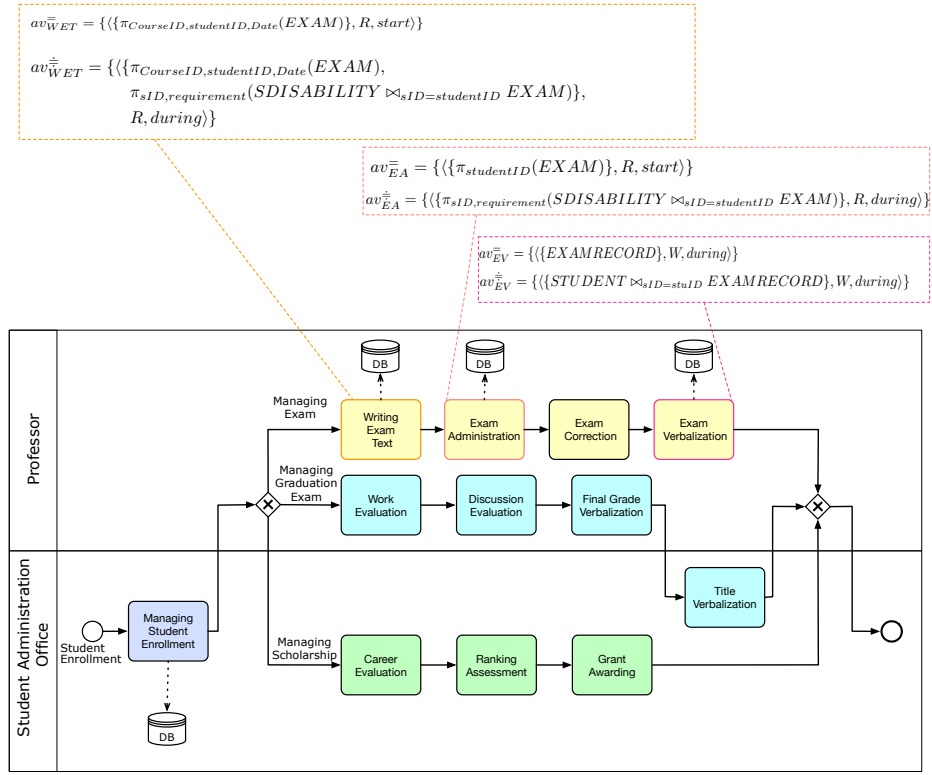 av^{=}_{WET} = {⟨{π_{CourseID,studentID,Date}(EXAM)}, R, start⟩}
av^{≐}_{WET} = {⟨{π_{CourseID,studentID,Date}(EXAM),
π_{sID,requirement}(SDISABILITY ⋈_{sID=studentID} EXAM)},
R, during⟩}
av^{=}_{EA} = {⟨{π_{studentID}(EXAM)}, R, start⟩}
av^{≑}_{EA} = {⟨{π_{sID,requirement}(SDISABILITY ⋈_{sID=studentID} EXAM)}, R, during⟩}
av^{=}_{EV} = {⟨{EXAMRECORD}, W, during⟩}
av^{≑}_{EV} = {⟨{STUDENT ⋈_{sID=stuID} EXAMRECORD}, W, during⟩}
Professor
DB
DB
DB
Managing
Exam
Writing
Exam
Text
Exam
Administration
Exam
Correction
Exam
Verbalization
Managing
Graduation
Exam
Work
Evaluation
Discussion
Evaluation
Final Grade
Verbalization
Student Administration
Office
Title
Verbalization
Student
Enrollment
Managing
Student
Enrollment
Managing
Scholarship
Career
Evaluation
Ranking
Assessment
Grant
Awarding
DB